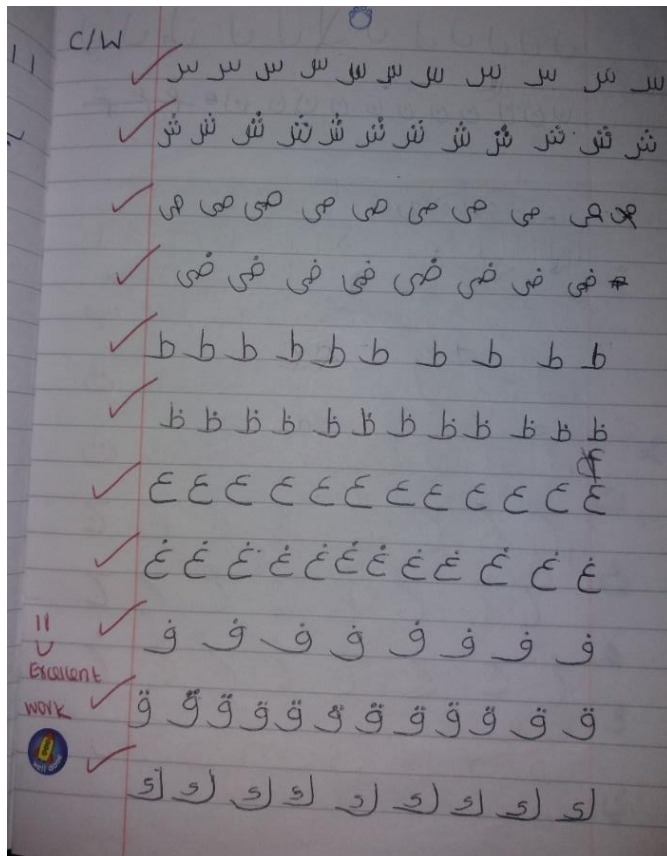 C/W
س س س س س س س س س س س
ش ش ش ش ش ش ش ش ش ش ش ش
ص ص ص ص ص ص ص ص ص
ض ض ض ض ض ض ض ض
ط ط ط ط ط ط ط ط ط ط
ظ ظ ظ ظ ظ ظ ظ ظ ظ ظ ظ ظ
ع ع ع ع ع ع ع ع ع ع ع ع
غ غ غ غ غ غ غ غ غ غ غ غ
ف ف ف ف ف ف ف ف
ق ق ق ق ق ق ق ق ق ق ق ق
ك ك ك ك ك ك ك ك ك
Excellent
work